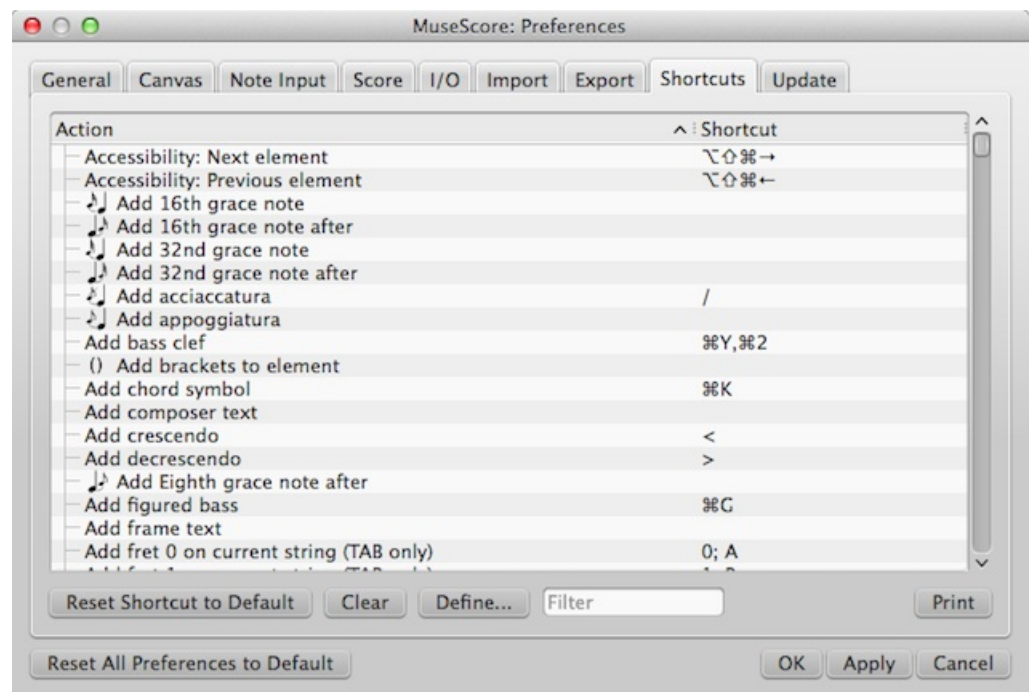 MuseScore: Preferences
General Canvas Note Input Score I/O Import Export Shortcuts Update
Action Shortcut
Accessibility: Next element ⌥⇧⌘→
Accessibility: Previous element ⌥⇧⌘←
Add 16th grace note
Add 16th grace note after
Add 32nd grace note
Add 32nd grace note after
Add acciaccatura /
Add appoggiatura
Add bass clef ⌘Y,⌘2
() Add brackets to element
Add chord symbol ⌘K
Add composer text
Add crescendo <
Add decrescendo >
Add Eighth grace note after
Add figured bass ⌘G
Add frame text
Add fret 0 on current string (TAB only) 0; A
Reset Shortcut to Default Clear Define... Filter Print
Reset All Preferences to Default OK Apply Cancel